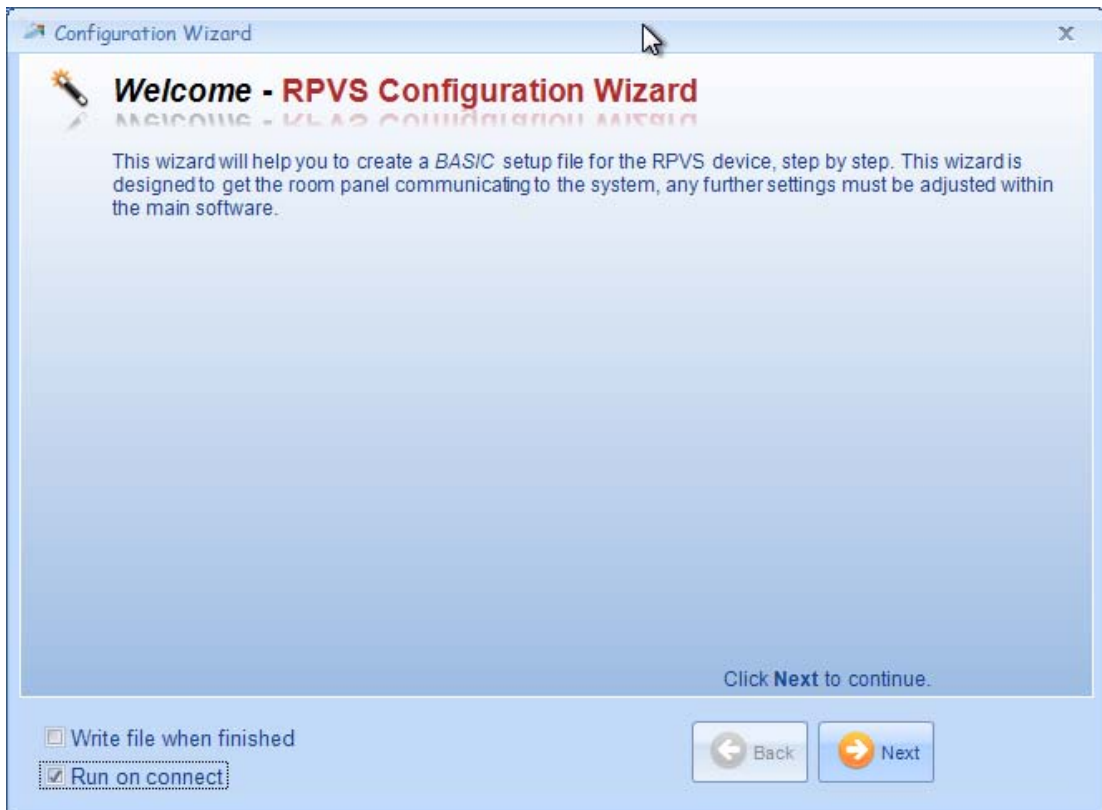 Configuration Wizard
Welcome - RPVS Configuration Wizard
This wizard will help you to create a BASIC setup file for the RPVS device, step by step. This wizard is
designed to get the room panel communicating to the system, any further settings must be adjusted within
the main software.
Click Next to continue.
Write file when finished
Run on connect
Back
Next